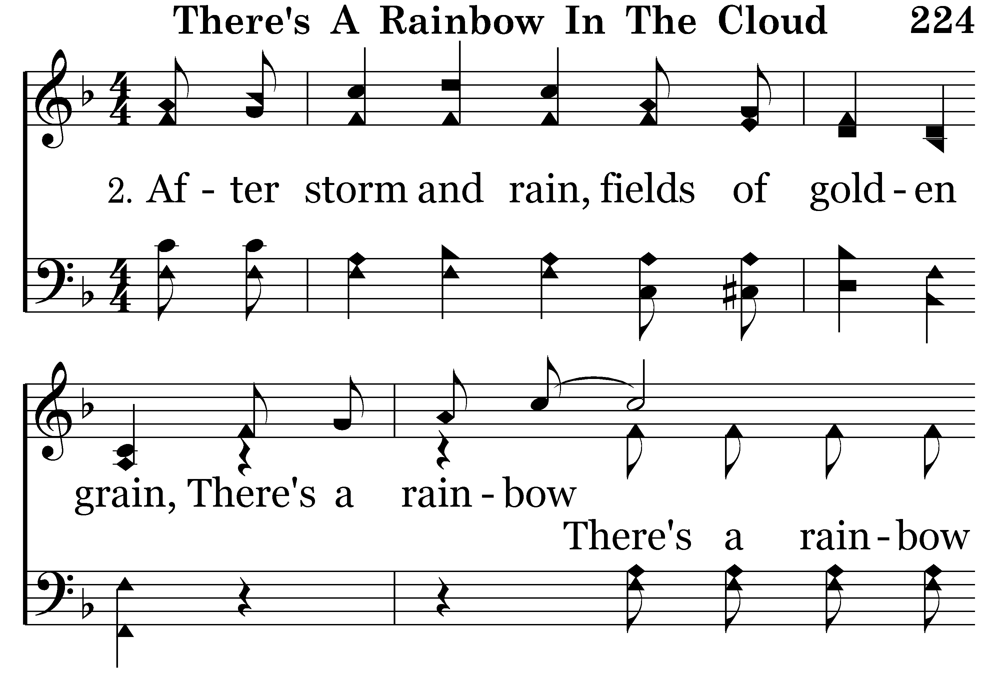 There's A Rainbow In The Cloud 224
2. Af - ter storm and rain, fields of gold - en
grain, There's a rain - bow
There's a rain - bow